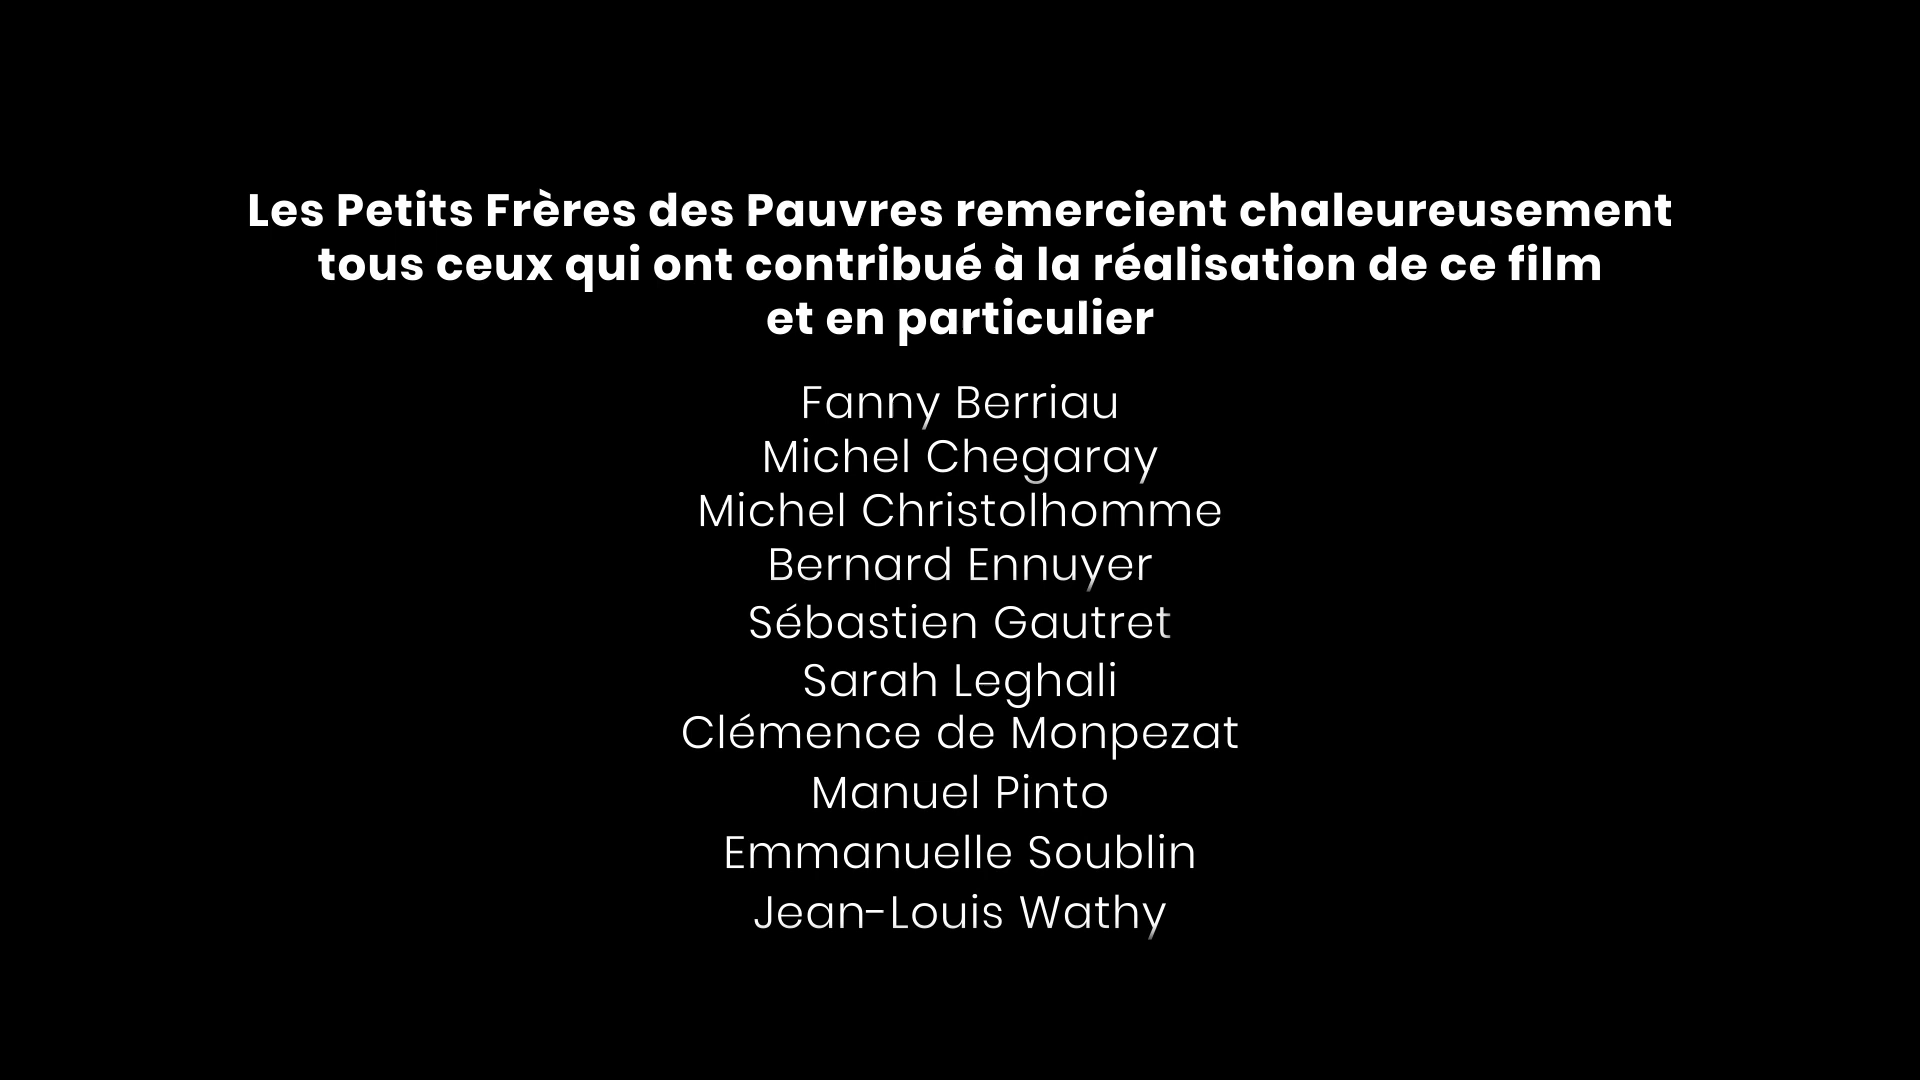 Les Petits Frères des Pauvres remercient chaleureusement
tous ceux qui ont contribué à la réalisation de ce film
et en particulier
Fanny Berriau
Michel Chegaray
Michel Christolhomme
Bernard Ennuyer
Sébastien Gautret
Sarah Leghali
Clémence de Monpezat
Manuel Pinto
Emmanuelle Soublin
Jean-Louis Wathy